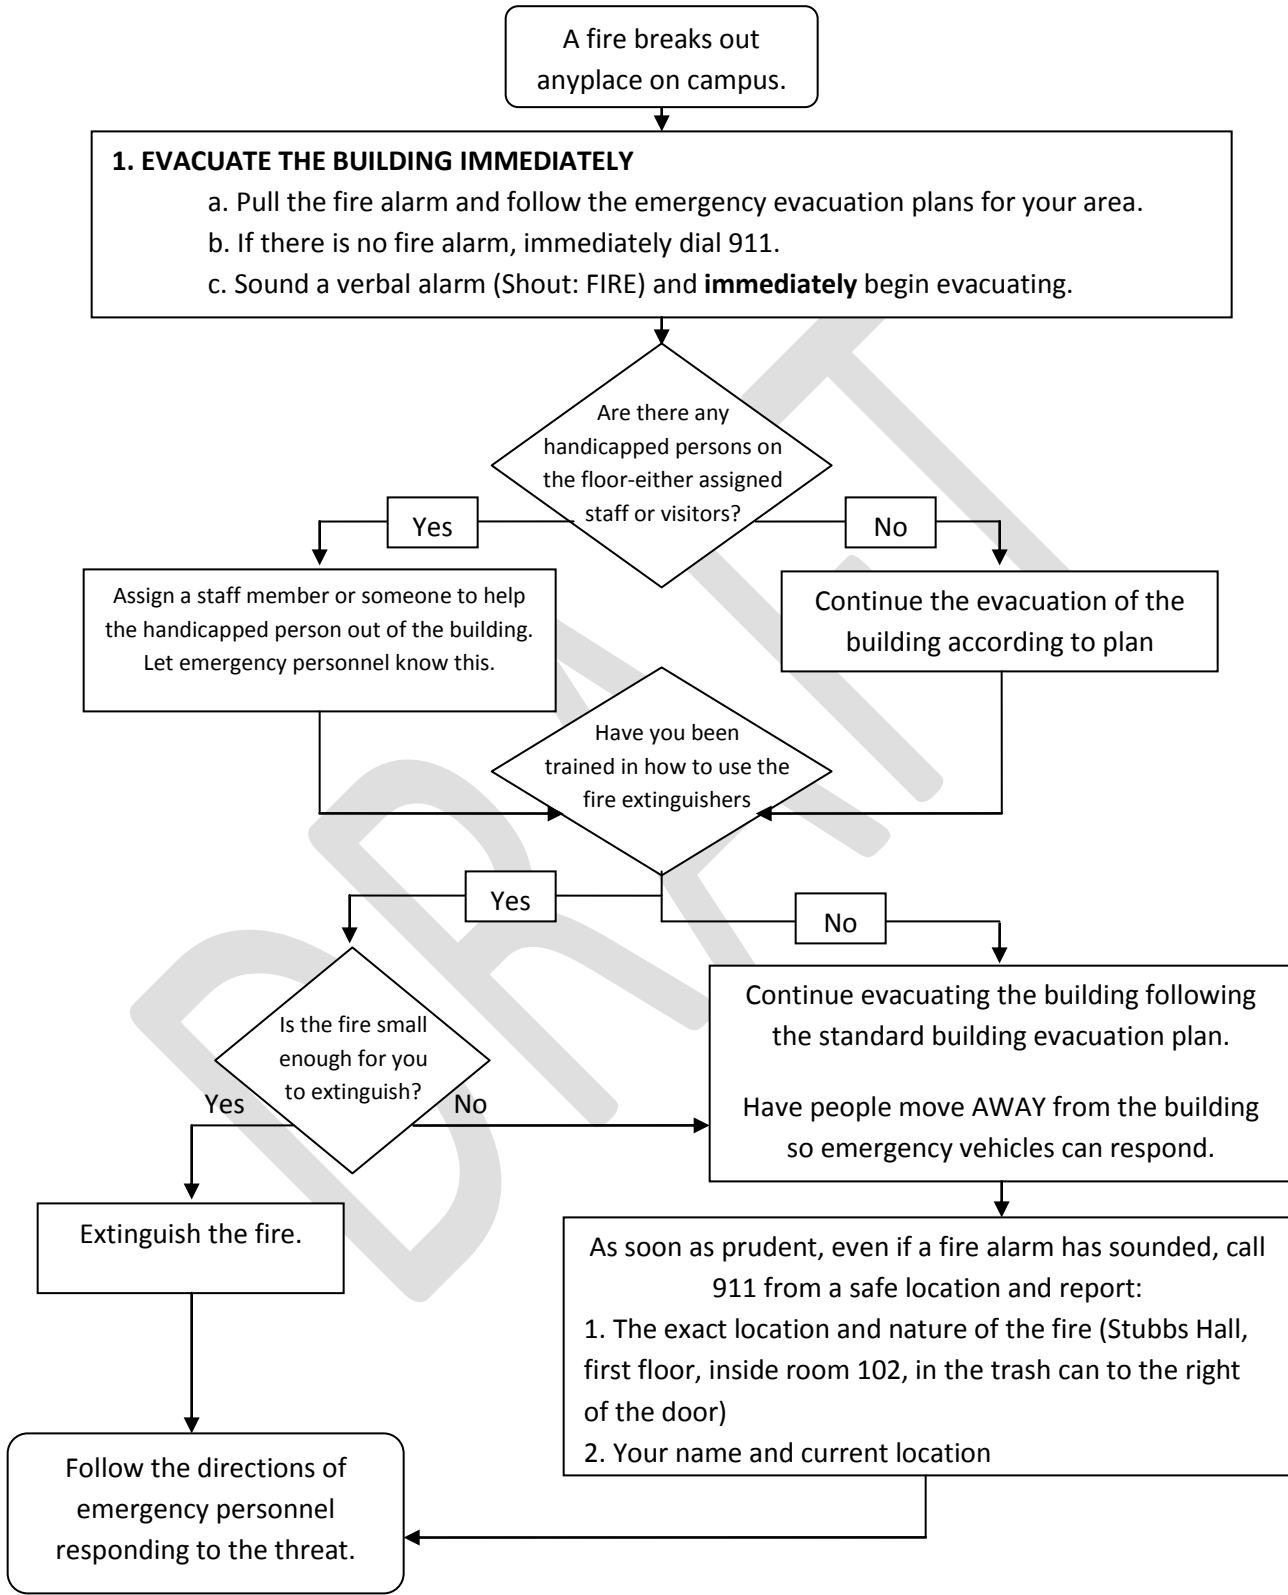 A fire breaks out
anyplace on campus.
1. EVACUATE THE BUILDING IMMEDIATELY
a. Pull the fire alarm and follow the emergency evacuation plans for your area.
b. If there is no fire alarm, immediately dial 911.
c. Sound a verbal alarm (Shout: FIRE) and immediately begin evacuating.
Are there any
handicapped persons on
the floor-either assigned
staff or visitors?
Yes
No
Assign a staff member or someone to help
the handicapped person out of the building.
Let emergency personnel know this.
Continue the evacuation of the
building according to plan
Have you been
trained in how to use the
fire extinguishers
Yes
No
Is the fire small
enough for you
to extinguish?
Yes
No
Continue evacuating the building following
the standard building evacuation plan.
Have people move AWAY from the building
so emergency vehicles can respond.
Extinguish the fire.
As soon as prudent, even if a fire alarm has sounded, call
911 from a safe location and report:
1. The exact location and nature of the fire (Stubbs Hall,
first floor, inside room 102, in the trash can to the right
of the door)
2. Your name and current location
Follow the directions of
emergency personnel
responding to the threat.
DRAFT